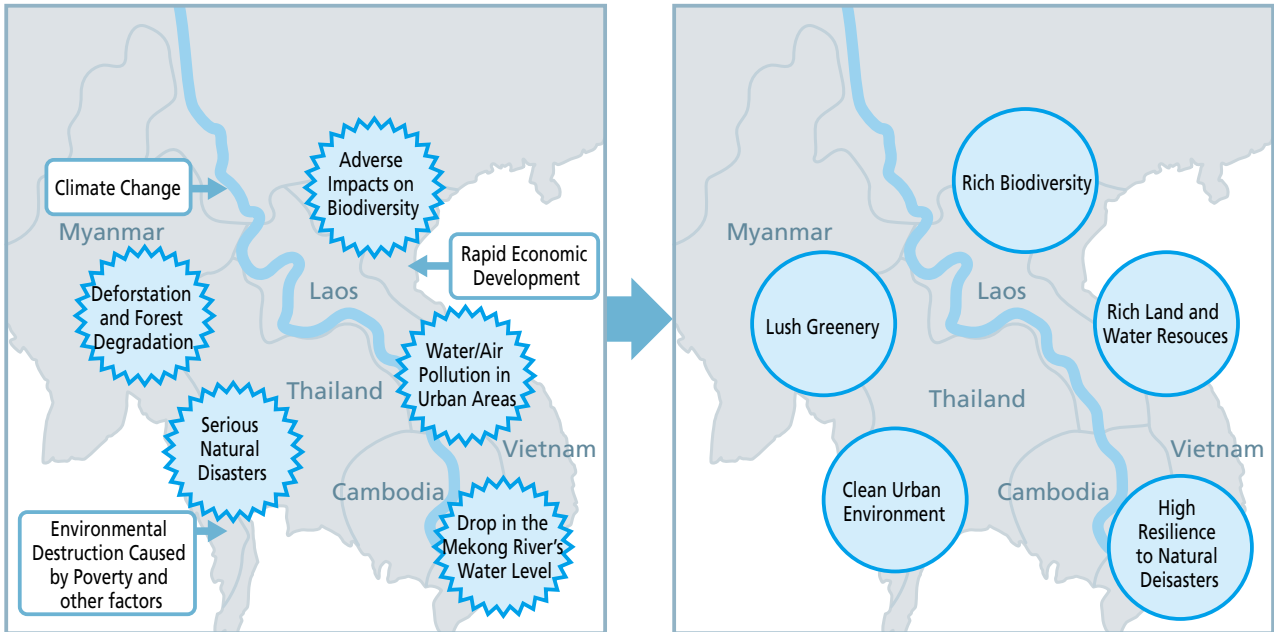 Adverse
Impacts on
Biodiversity
Climate Change
Myanmar
Rapid Economic
Development
Deforstation
and Forest
Degradation
Laos
Water/Air
Pollution in
Urban Areas
Thailand
Serious
Natural
Disasters
Vietnam
Cambodia
Environmental
Destruction Caused
by Poverty and
other factors
Drop in the
Mekong River's
Water Level
Rich Biodiversity
Myanmar
Laos
Lush Greenery
Rich Land and
Water Resouces
Thailand
Vietnam
Clean Urban
Environment
Cambodia
High
Resilience
to Natural
Deisasters